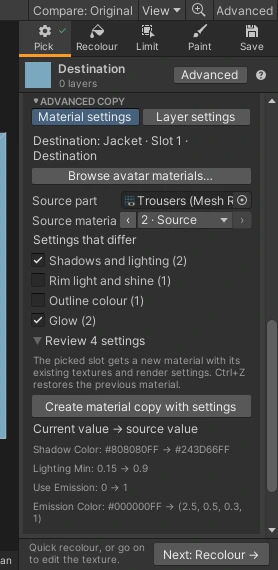 Compare: Original View Advanced
Pick Recolour Limit Paint Save
Destination
0 layers
Advanced
ADVANCED COPY
Material settings Layer settings
Destination: Jacket · Slot 1 ·
Destination
Browse avatar materials...
Source part Trousers (Mesh R
Source materia 2 · Source
Settings that differ
Shadows and lighting (2)
Rim light and shine (1)
Outline colour (1)
Glow (2)
Review 4 settings
The picked slot gets a new material with its
existing textures and render settings. Ctrl+Z
restores the previous material.
Create material copy with settings
Current value → source value
Shadow Color: #808080FF → #243D66FF
Lighting Min: 0.15 → 0.9
Use Emission: 0 → 1
Emission Color: #000000FF → (2.5, 0.5, 0.3,
1)
Quick recolour, or go on
to edit the texture.
Next: Recolour →
an